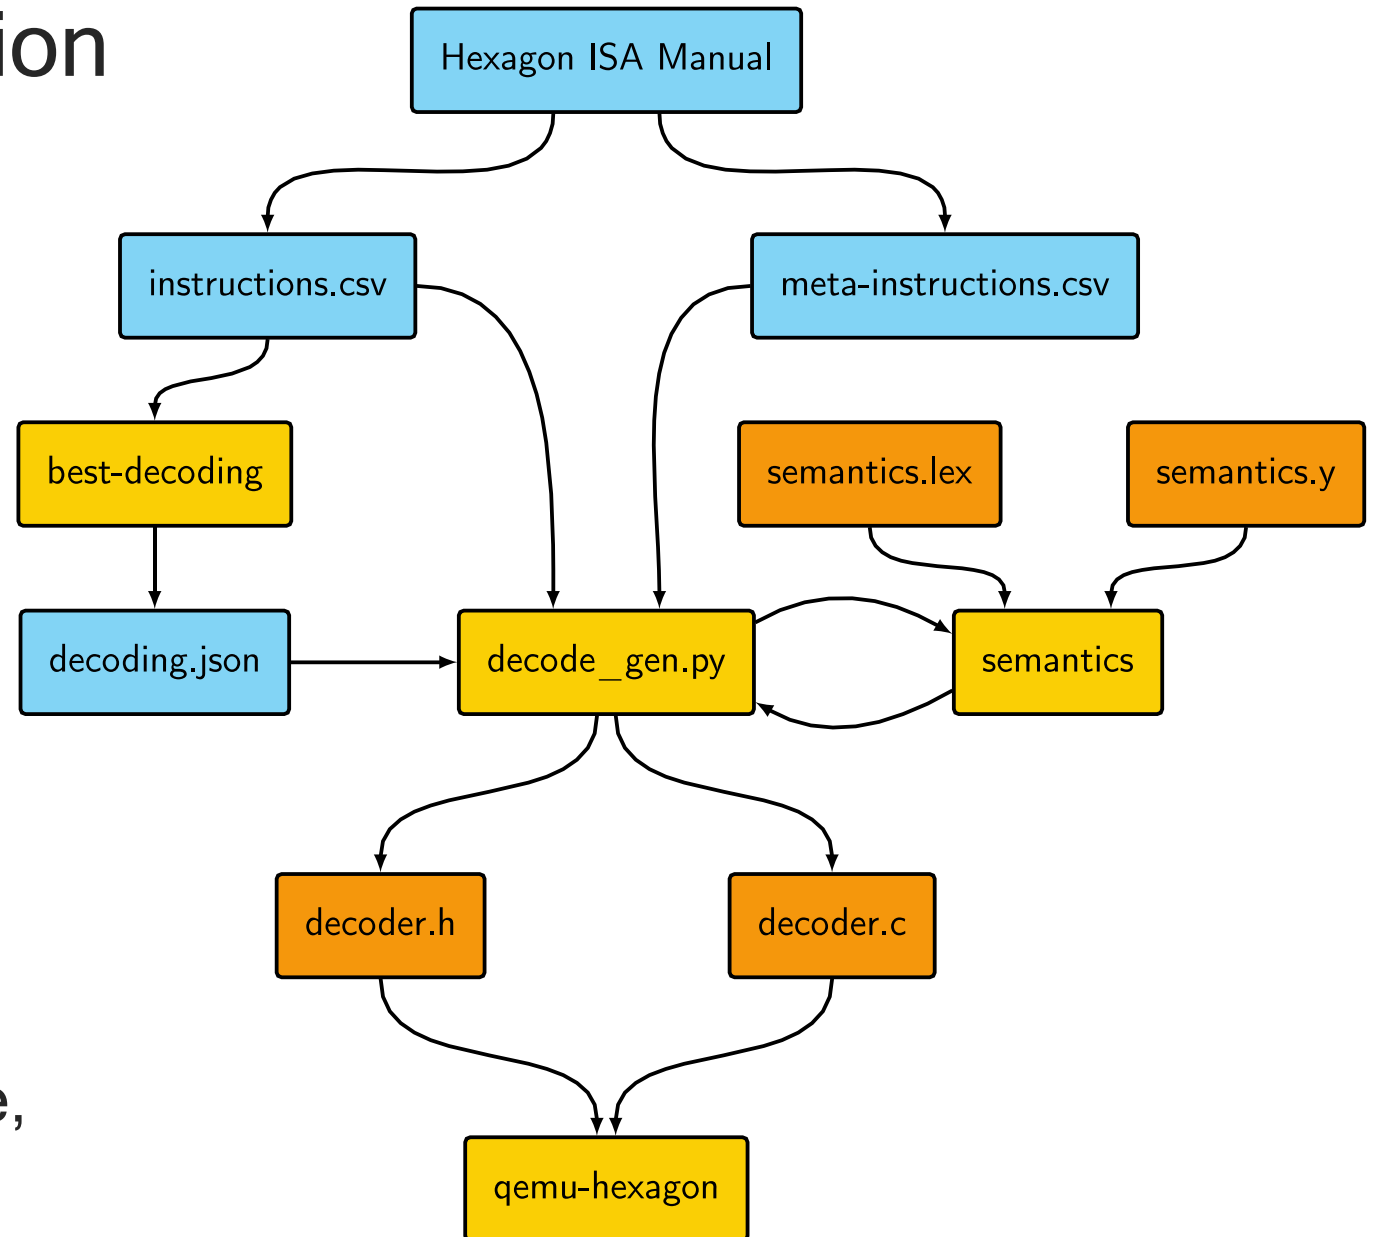 ion
Hexagon ISA Manual
instructions.csv
meta-instructions.csv
best-decoding
semantics.lex
semantics.y
decoding.json
decode_gen.py
semantics
decoder.h
decoder.c
e,
qemu-hexagon